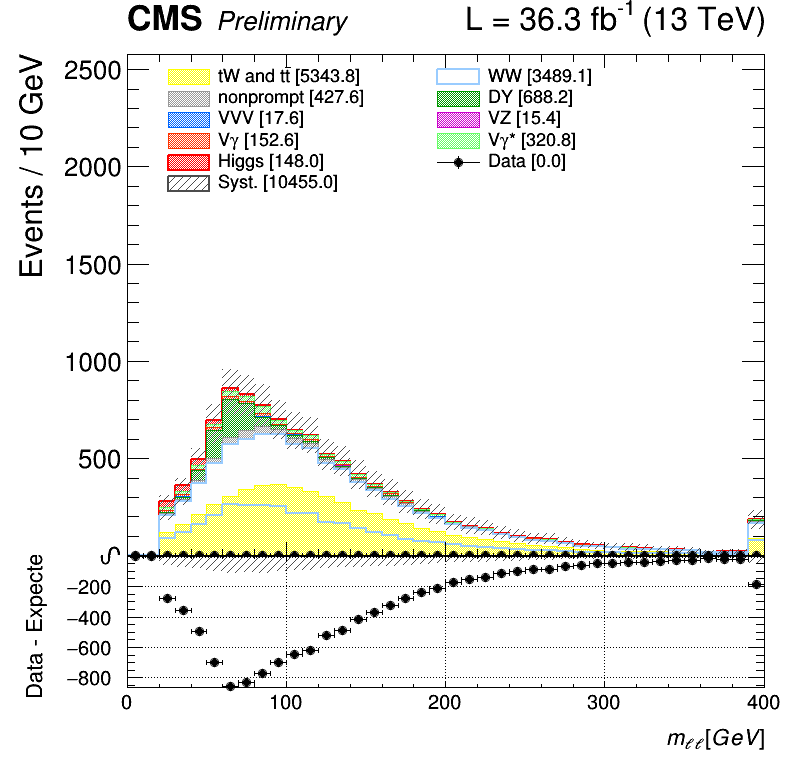 CMS Preliminary L = 36.3 fb⁻¹ (13 TeV)
Events / 10 GeV
2500
2000
1500
1000
500
0
tW and tt̄ [5343.8]
nonprompt [427.6]
VVV [17.6]
Vγ [152.6]
Higgs [148.0]
Syst. [10455.0]
WW [3489.1]
DY [688.2]
VZ [15.4]
Vγ* [320.8]
Data [0.0]
Data - Expecte
0
−200
−400
−600
−800
0 100 200 300 400
mℓℓ[GeV]